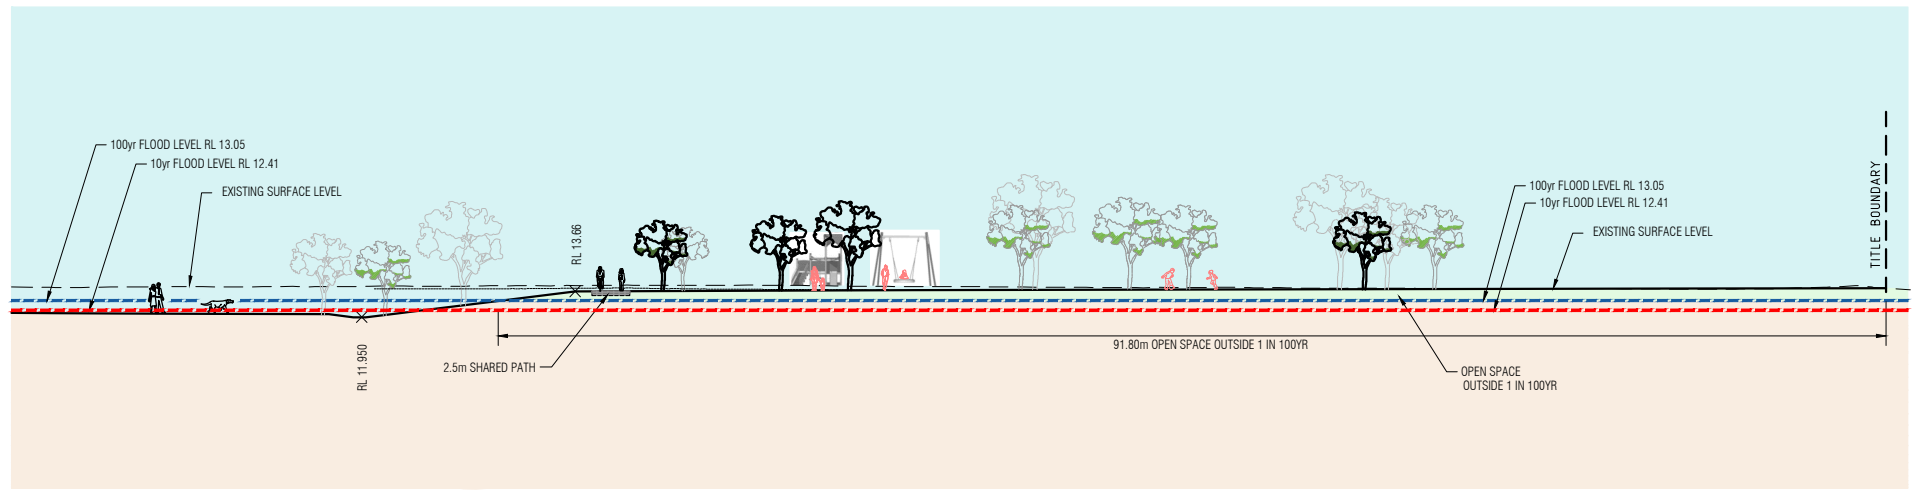 100yr FLOOD LEVEL RL 13.05
10yr FLOOD LEVEL RL 12.41
EXISTING SURFACE LEVEL
RL 13.66
RL 11.950
2.5m SHARED PATH
91.80m OPEN SPACE OUTSIDE 1 IN 100YR
100yr FLOOD LEVEL RL 13.05
10yr FLOOD LEVEL RL 12.41
EXISTING SURFACE LEVEL
OPEN SPACE
OUTSIDE 1 IN 100YR
TITLE BOUNDARY